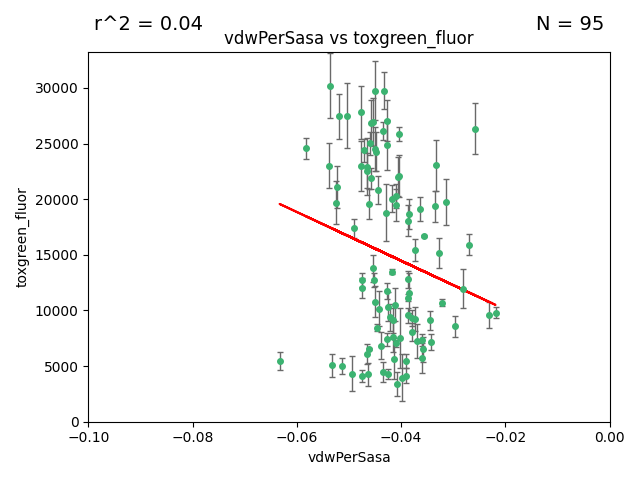 r^2 = 0.04
N = 95
vdwPerSasa vs toxgreen_fluor
30000
25000
20000
15000
10000
5000
0
toxgreen_fluor
−0.10
−0.08
−0.06
−0.04
−0.02
0.00
vdwPerSasa